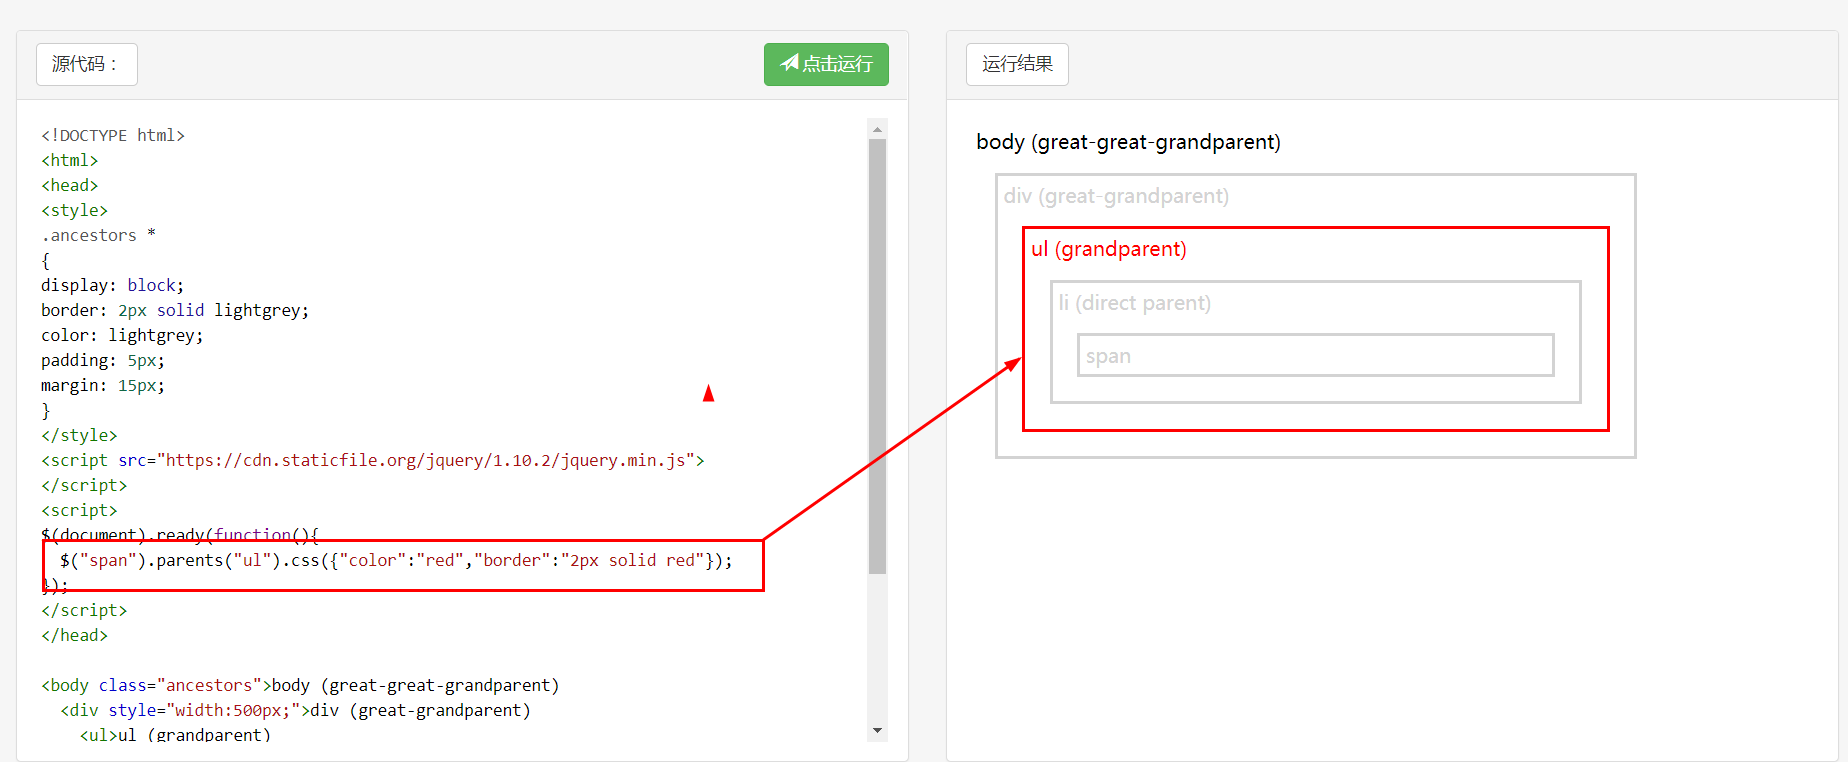 源代码：
点击运行
<!DOCTYPE html>
<html>
<head>
<style>
.ancestors *
{
display: block;
border: 2px solid lightgrey;
color: lightgrey;
padding: 5px;
margin: 15px;
}
</style>
<script src="https://cdn.staticfile.org/jquery/1.10.2/jquery.min.js">
</script>
<script>
$(document).ready(function(){
  $("span").parents("ul").css({"color":"red","border":"2px solid red"});
});
</script>
</head>
<body class="ancestors">body (great-great-grandparent)
  <div style="width:500px;">div (great-grandparent)
    <ul>ul (grandparent)
运行结果
body (great-great-grandparent)
div (great-grandparent)
ul (grandparent)
li (direct parent)
span